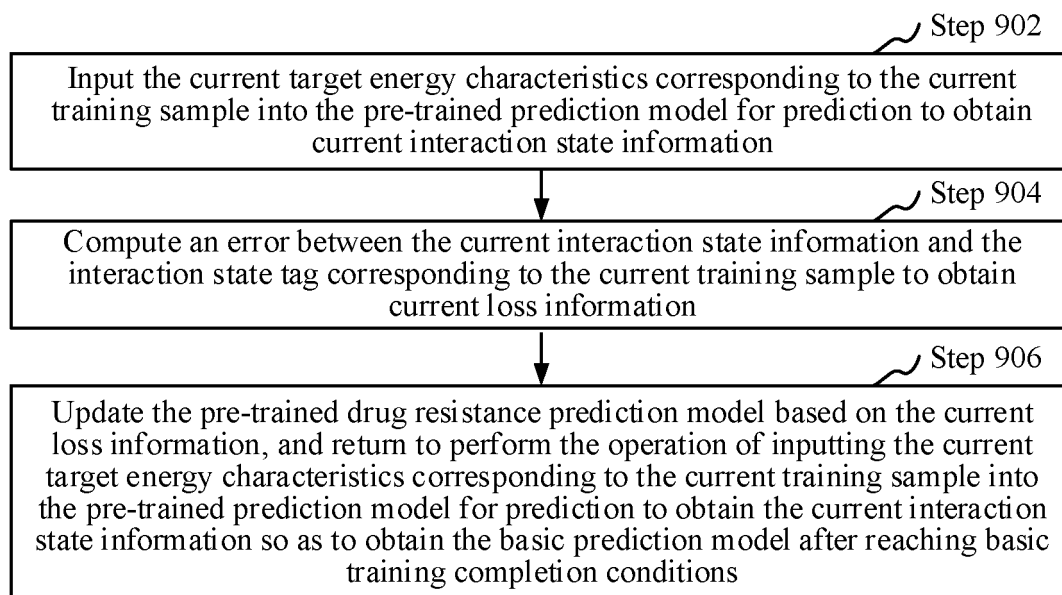 Step 902
Input the current target energy characteristics corresponding to the current
training sample into the pre-trained prediction model for prediction to obtain
current interaction state information
Step 904
Compute an error between the current interaction state information and the
interaction state tag corresponding to the current training sample to obtain
current loss information
Step 906
Update the pre-trained drug resistance prediction model based on the current
loss information, and return to perform the operation of inputting the current
target energy characteristics corresponding to the current training sample into
the pre-trained prediction model for prediction to obtain the current interaction
state information so as to obtain the basic prediction model after reaching basic
training completion conditions